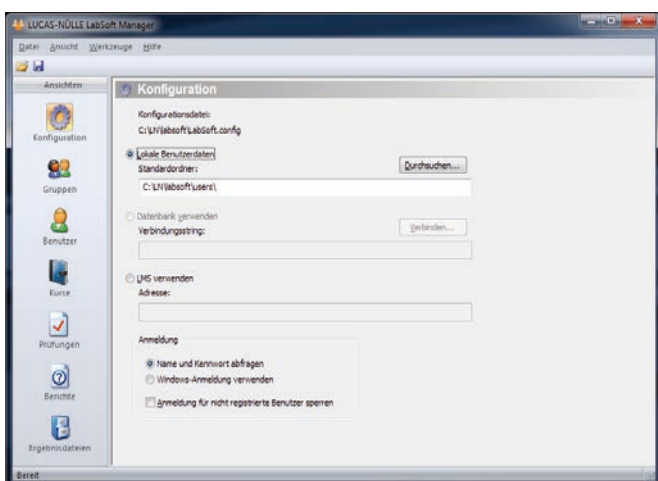 LUCAS-NÜLLE LabSoft Manager
Datei Ansicht Werkzeuge Hilfe
Ansichten
Konfiguration
Gruppen
Benutzer
Kurse
Prüfungen
Berichte
Ergebnisdateien
Konfiguration
Konfigurationsdatei:
C:\LN\labsoft\LabSoft.config
Lokale Benutzerdaten
Standardordner:
Durchsuchen...
C:\LN\labsoft\users\
Datenbank verwenden
Verbindungsstring:
Verbinden...
LMS verwenden
Adresse:
Anmeldung
Name und Kennwort abfragen
Windows-Anmeldung verwenden
Anmeldung für nicht registrierte Benutzer sperren
Bereit